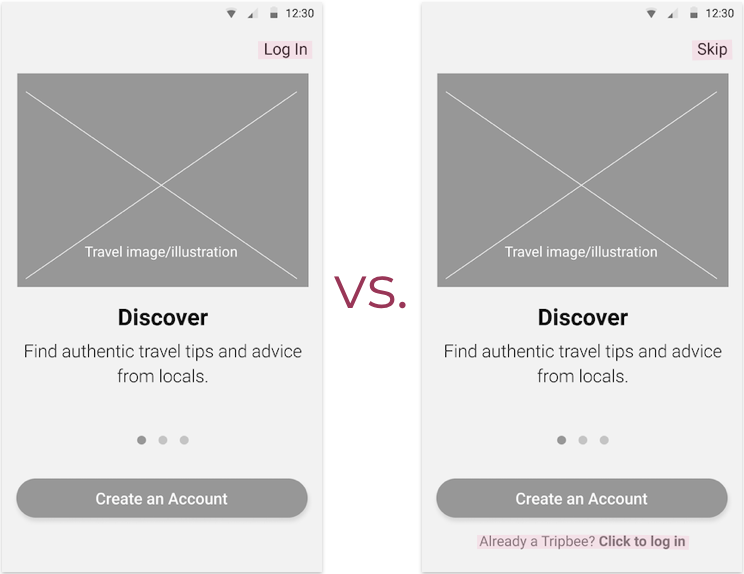 12:30
Log In
Travel image/illustration
Discover
Find authentic travel tips and advice
from locals.
Create an Account
vs.
12:30
Skip
Travel image/illustration
Discover
Find authentic travel tips and advice
from locals.
Create an Account
Already a Tripbee? Click to log in